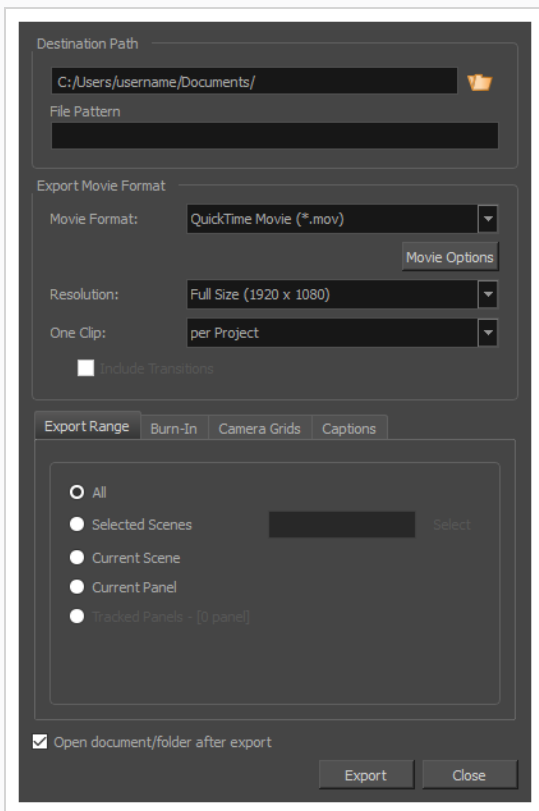 Destination Path
C:/Users/username/Documents/
File Pattern
Export Movie Format
Movie Format: QuickTime Movie (*.mov)
Movie Options
Resolution: Full Size (1920 x 1080)
One Clip: per Project
Include Transitions
Export Range Burn-In Camera Grids Captions
All
Selected Scenes Select
Current Scene
Current Panel
Tracked Panels - [0 panel]
Open document/folder after export
Export Close